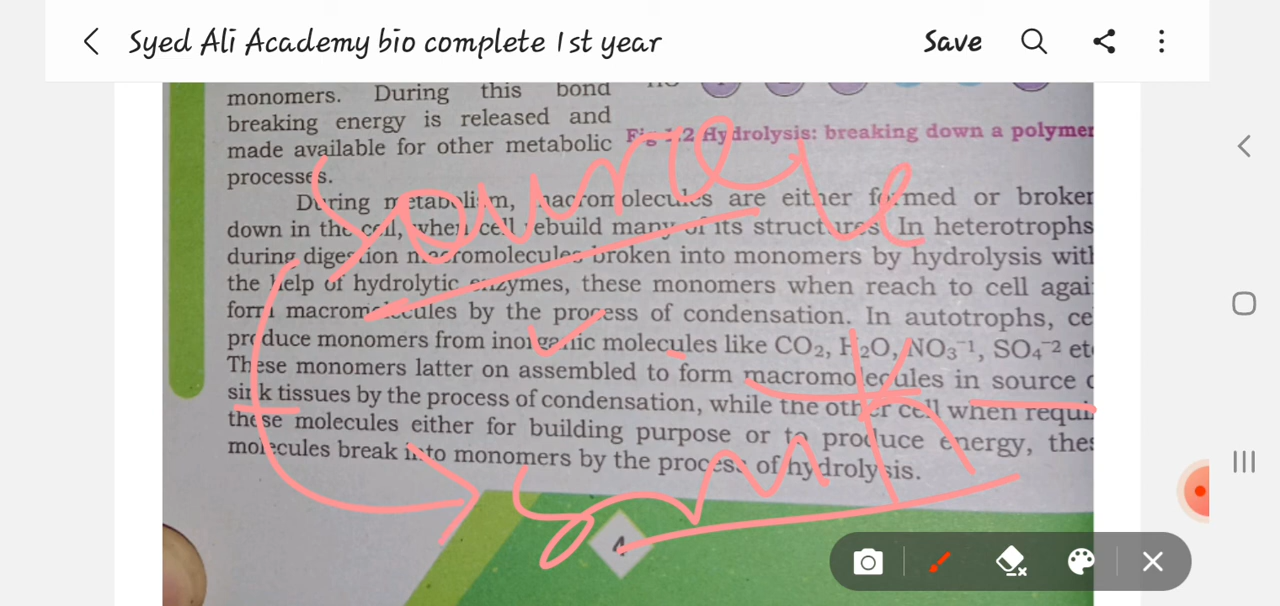 Syed Ali Academy bio complete 1st year
Save
monomers. During this bond
breaking energy is released and
made available for other metabolic
processes.
Fig 1.2 Hydrolysis: breaking down a polymer
During metabolism, macromolecules are either formed or broken
down in the cell, when cell rebuild many of its structures. In heterotrophs
during digestion macromolecules broken into monomers by hydrolysis with
the help of hydrolytic enzymes, these monomers when reach to cell agai
form macromolecules by the process of condensation. In autotrophs, ce
produce monomers from inorganic molecules like CO₂, H₂O, NO₃⁻¹, SO₄⁻² et
These monomers latter on assembled to form macromolecules in source o
sink tissues by the process of condensation, while the other cell when requi
these molecules either for building purpose or to produce energy, thes
molecules break into monomers by the process of hydrolysis.
4